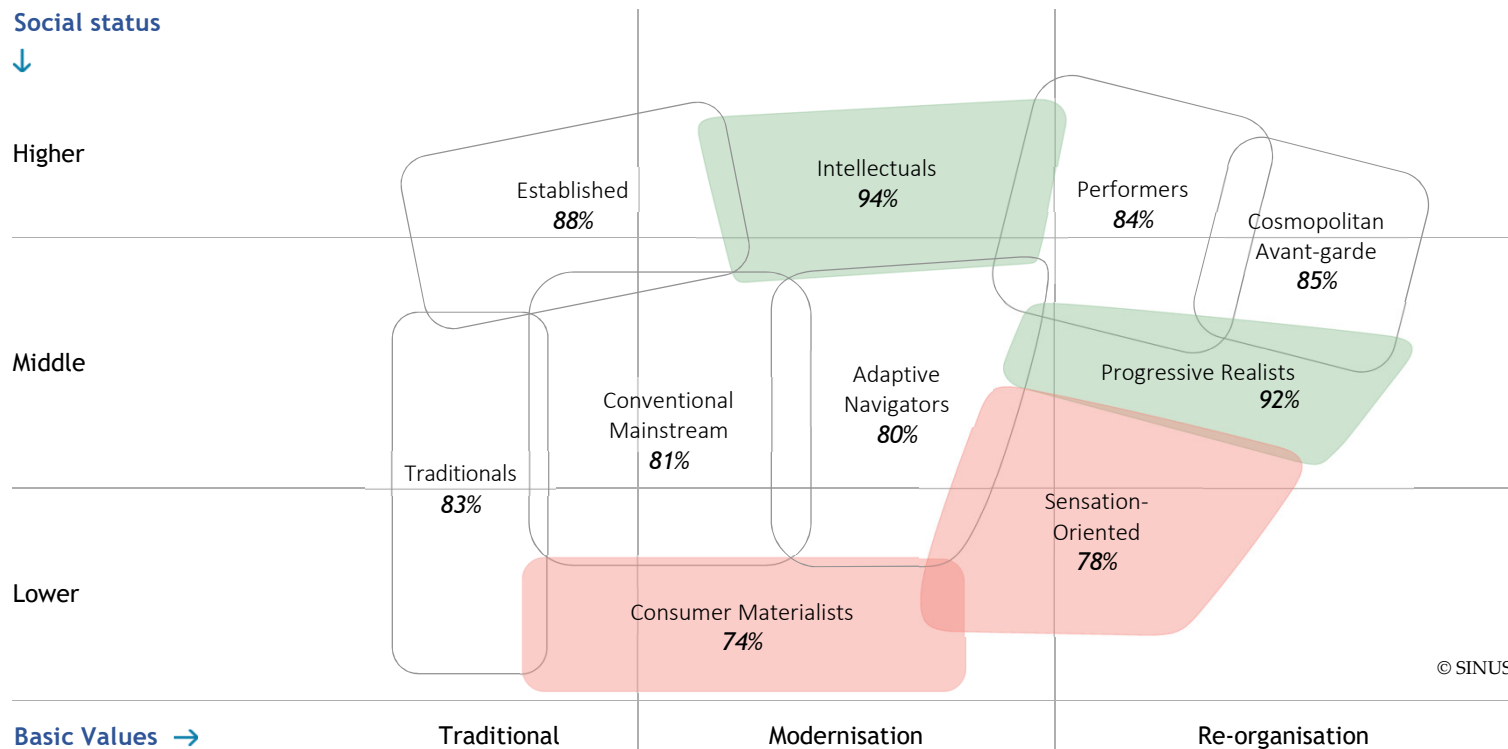 Social status
↓
Higher
Established
88%
Intellectuals
94%
Performers
84%
Cosmopolitan
Avant-garde
85%
Middle
Traditionals
83%
Conventional
Mainstream
81%
Adaptive
Navigators
80%
Progressive Realists
92%
Sensation-
Oriented
78%
Lower
Consumer Materialists
74%
© SINUS
Basic Values →
Traditional
Modernisation
Re-organisation